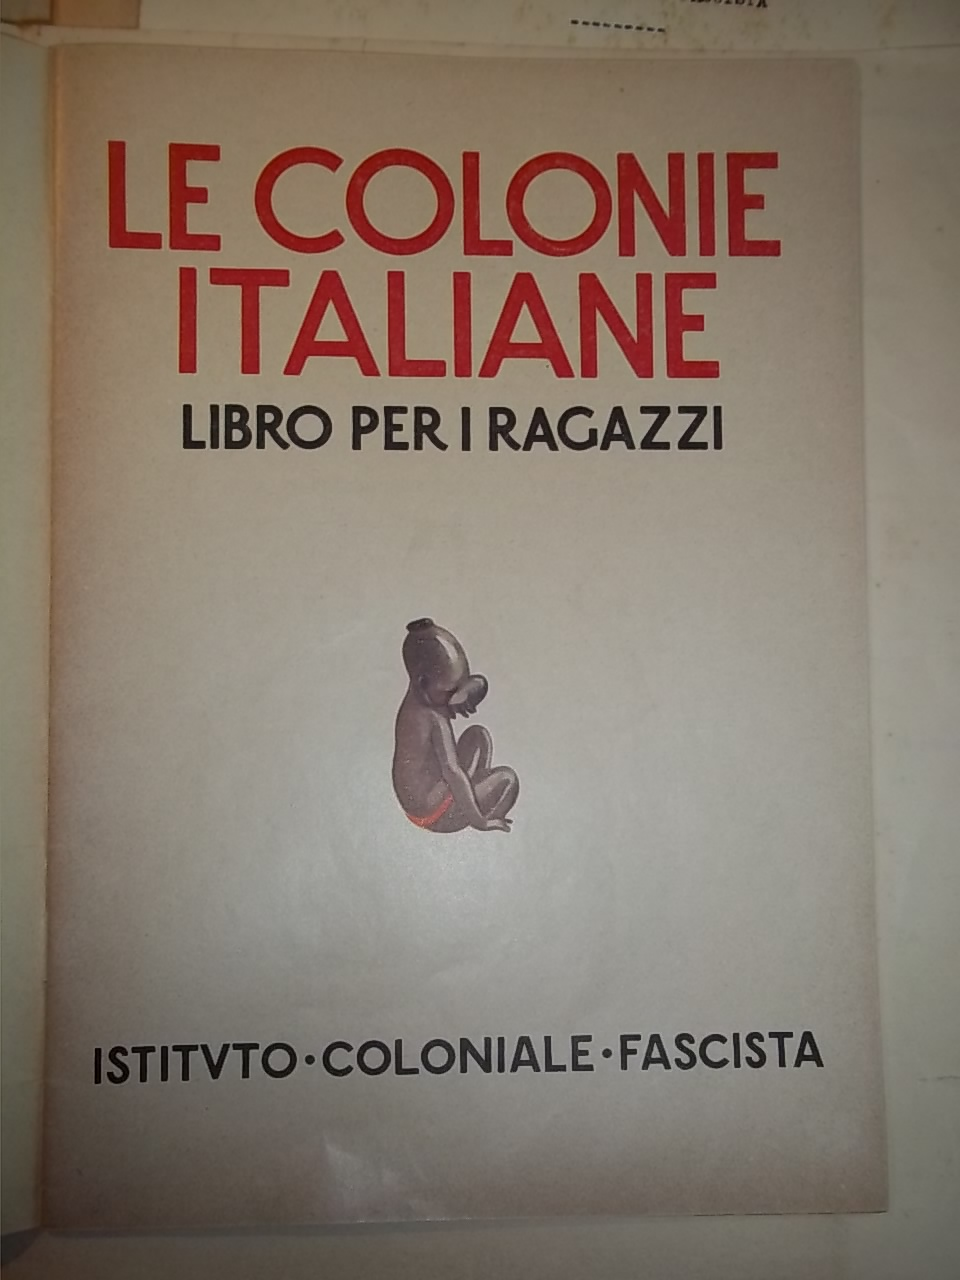 LE COLONIE
ITALIANE
LIBRO PER I RAGAZZI
ISTITVTO·COLONIALE·FASCISTA